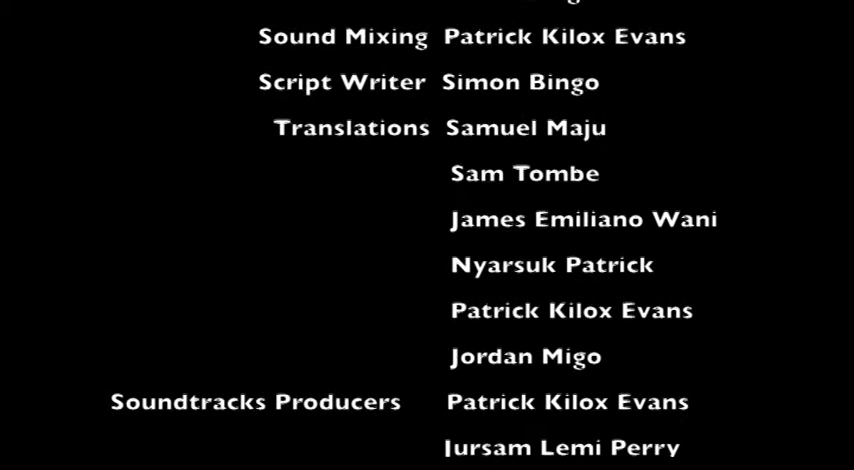 Sound Mixing Patrick Kilox Evans
Script Writer Simon Bingo
Translations Samuel Maju
Sam Tombe
James Emiliano Wani
Nyarsuk Patrick
Patrick Kilox Evans
Jordan Migo
Soundtracks Producers Patrick Kilox Evans
Jursam Lemi Perry